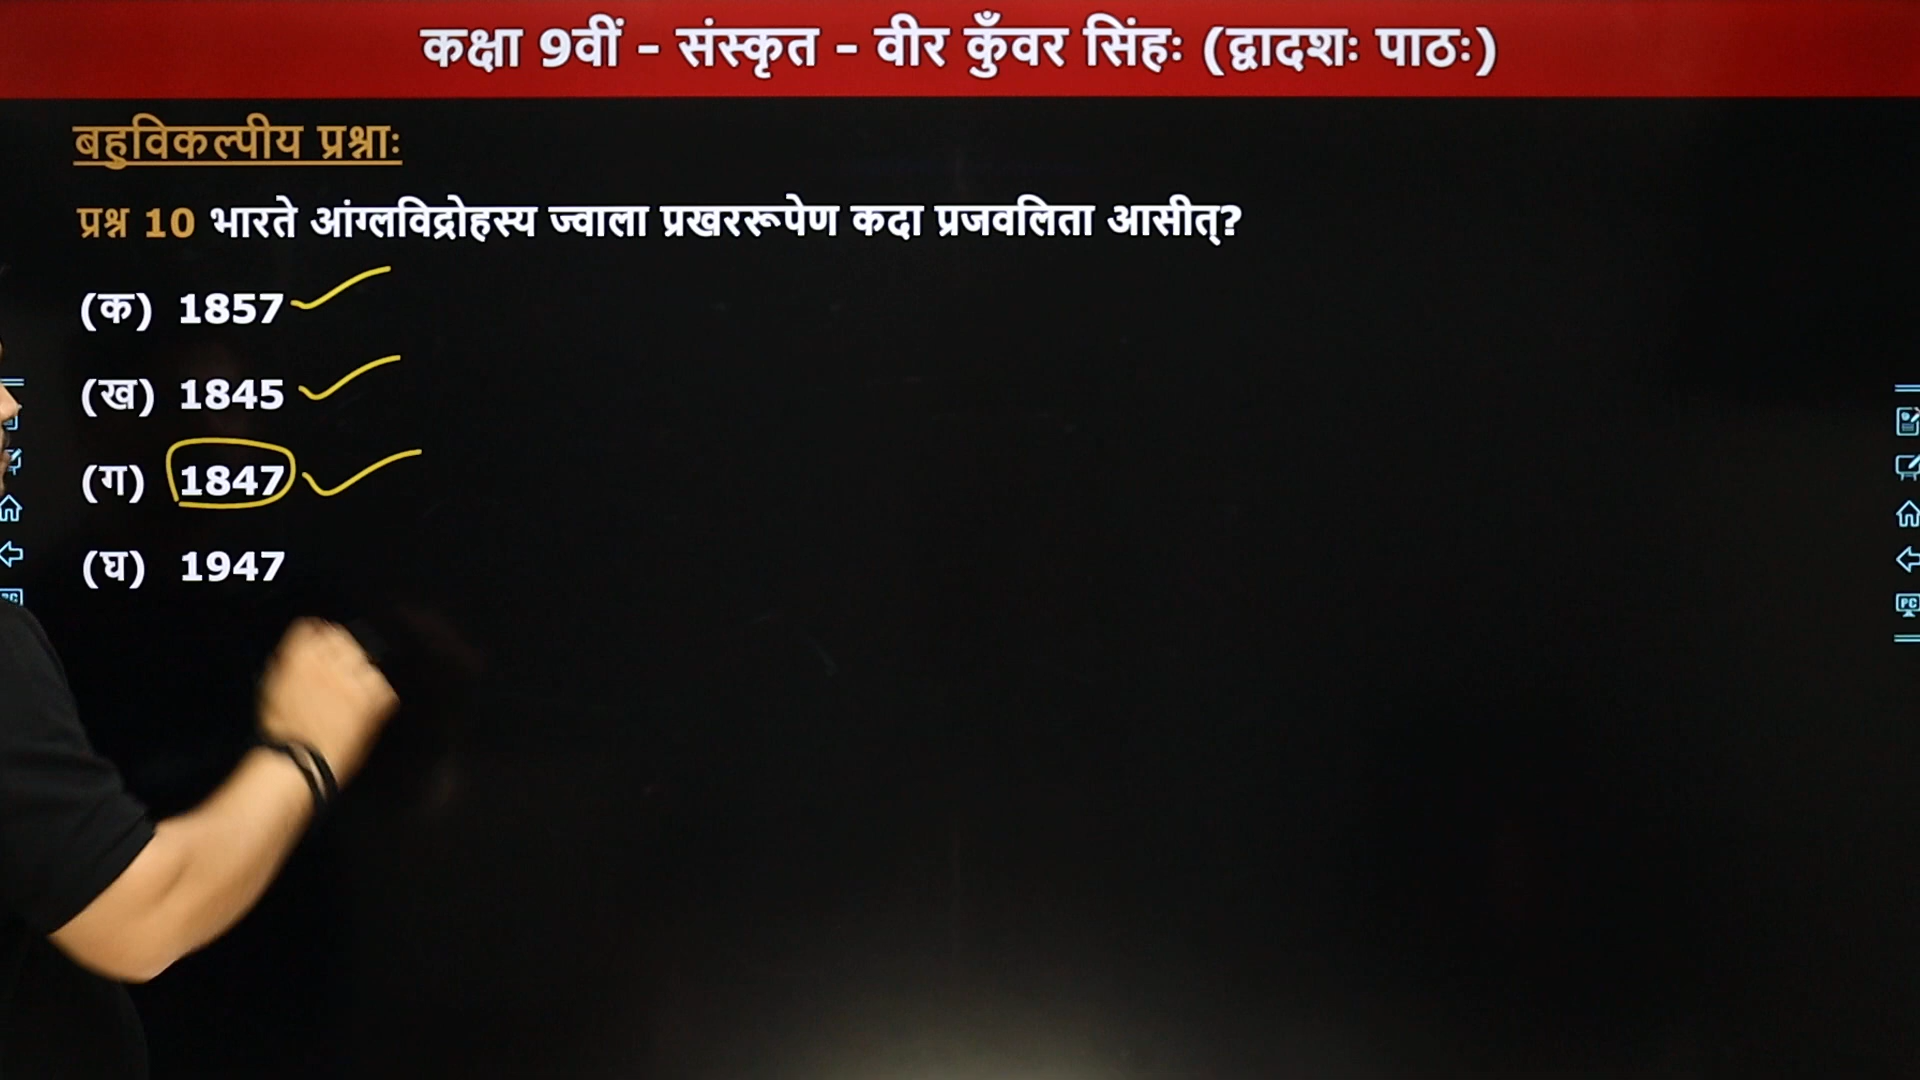 कक्षा 9वीं - संस्कृत - वीर कुँवर सिंहः (द्वादशः पाठः)
बहुविकल्पीय प्रश्नाः
प्रश्न 10 भारते आंग्लविद्रोहस्य ज्वाला प्रखररूपेण कदा प्रजवलिता आसीत्?
(क) 1857
(ख) 1845
(ग) 1847
(घ) 1947
PC